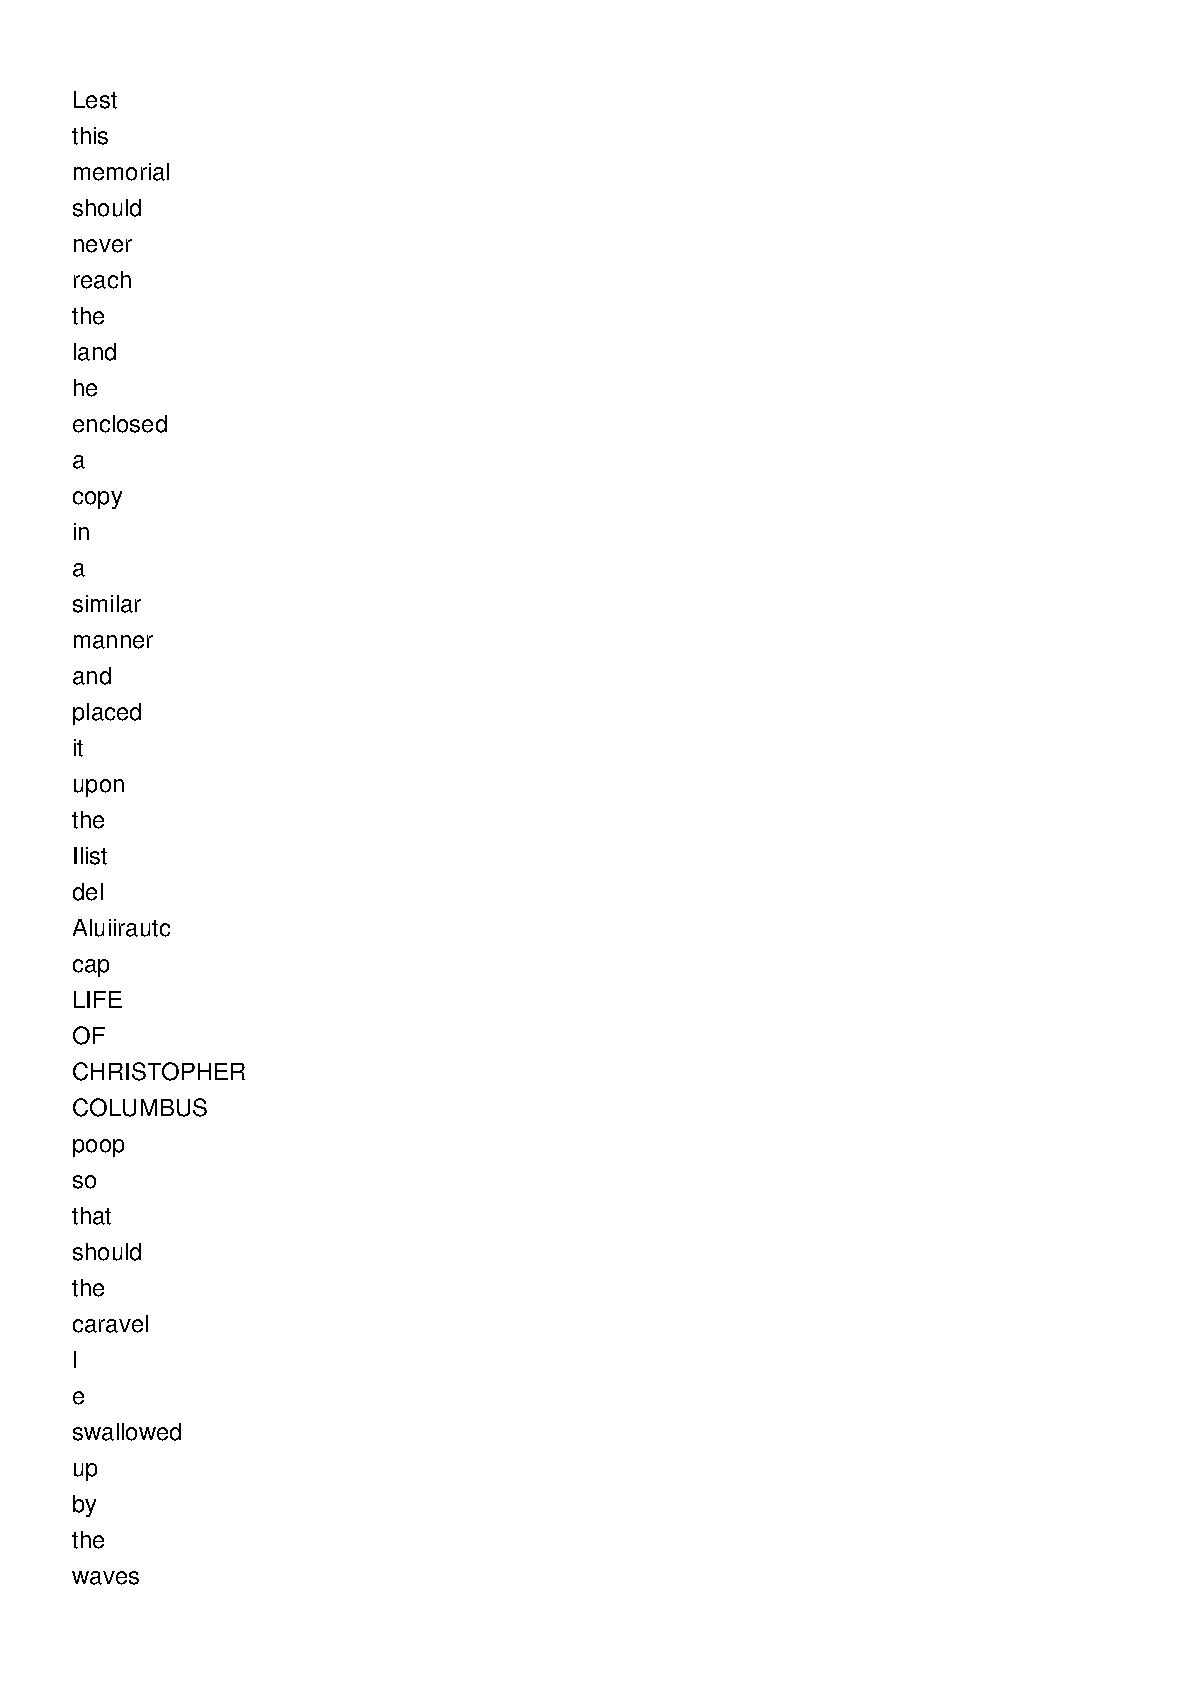 Lest
this
memorial
should
never
reach
the
land
he
enclosed
a
copy
in
a
similar
manner
and
placed
it
upon
the
Ilist
del
Aluiirautc
cap
LIFE
OF
CHRISTOPHER
COLUMBUS
poop
so
that
should
the
caravel
l
e
swallowed
up
by
the
waves